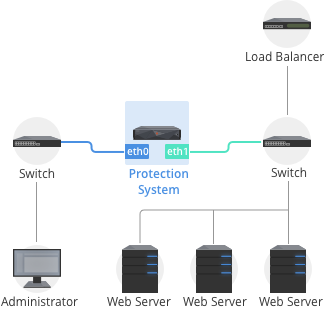 Load Balancer
eth0
eth1
Switch
Protection
System
Switch
Administrator
Web Server
Web Server
Web Server